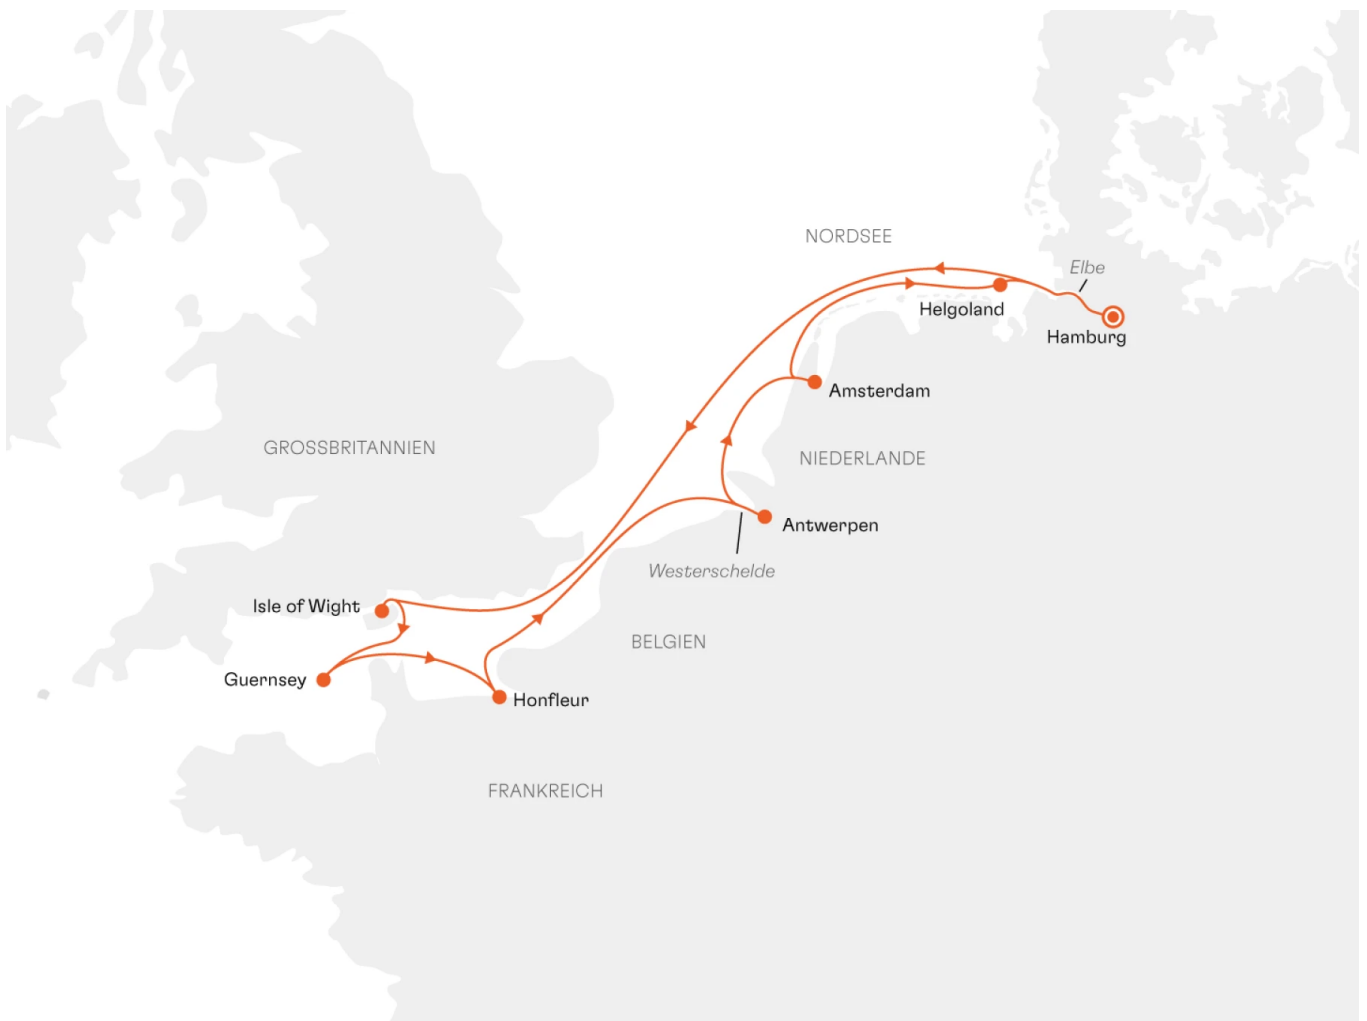 NORDSEE
Elbe
Helgoland
Hamburg
Amsterdam
GROSSBRITANNIEN
NIEDERLANDE
Antwerpen
Westerschelde
Isle of Wight
BELGIEN
Guernsey
Honfleur
FRANKREICH